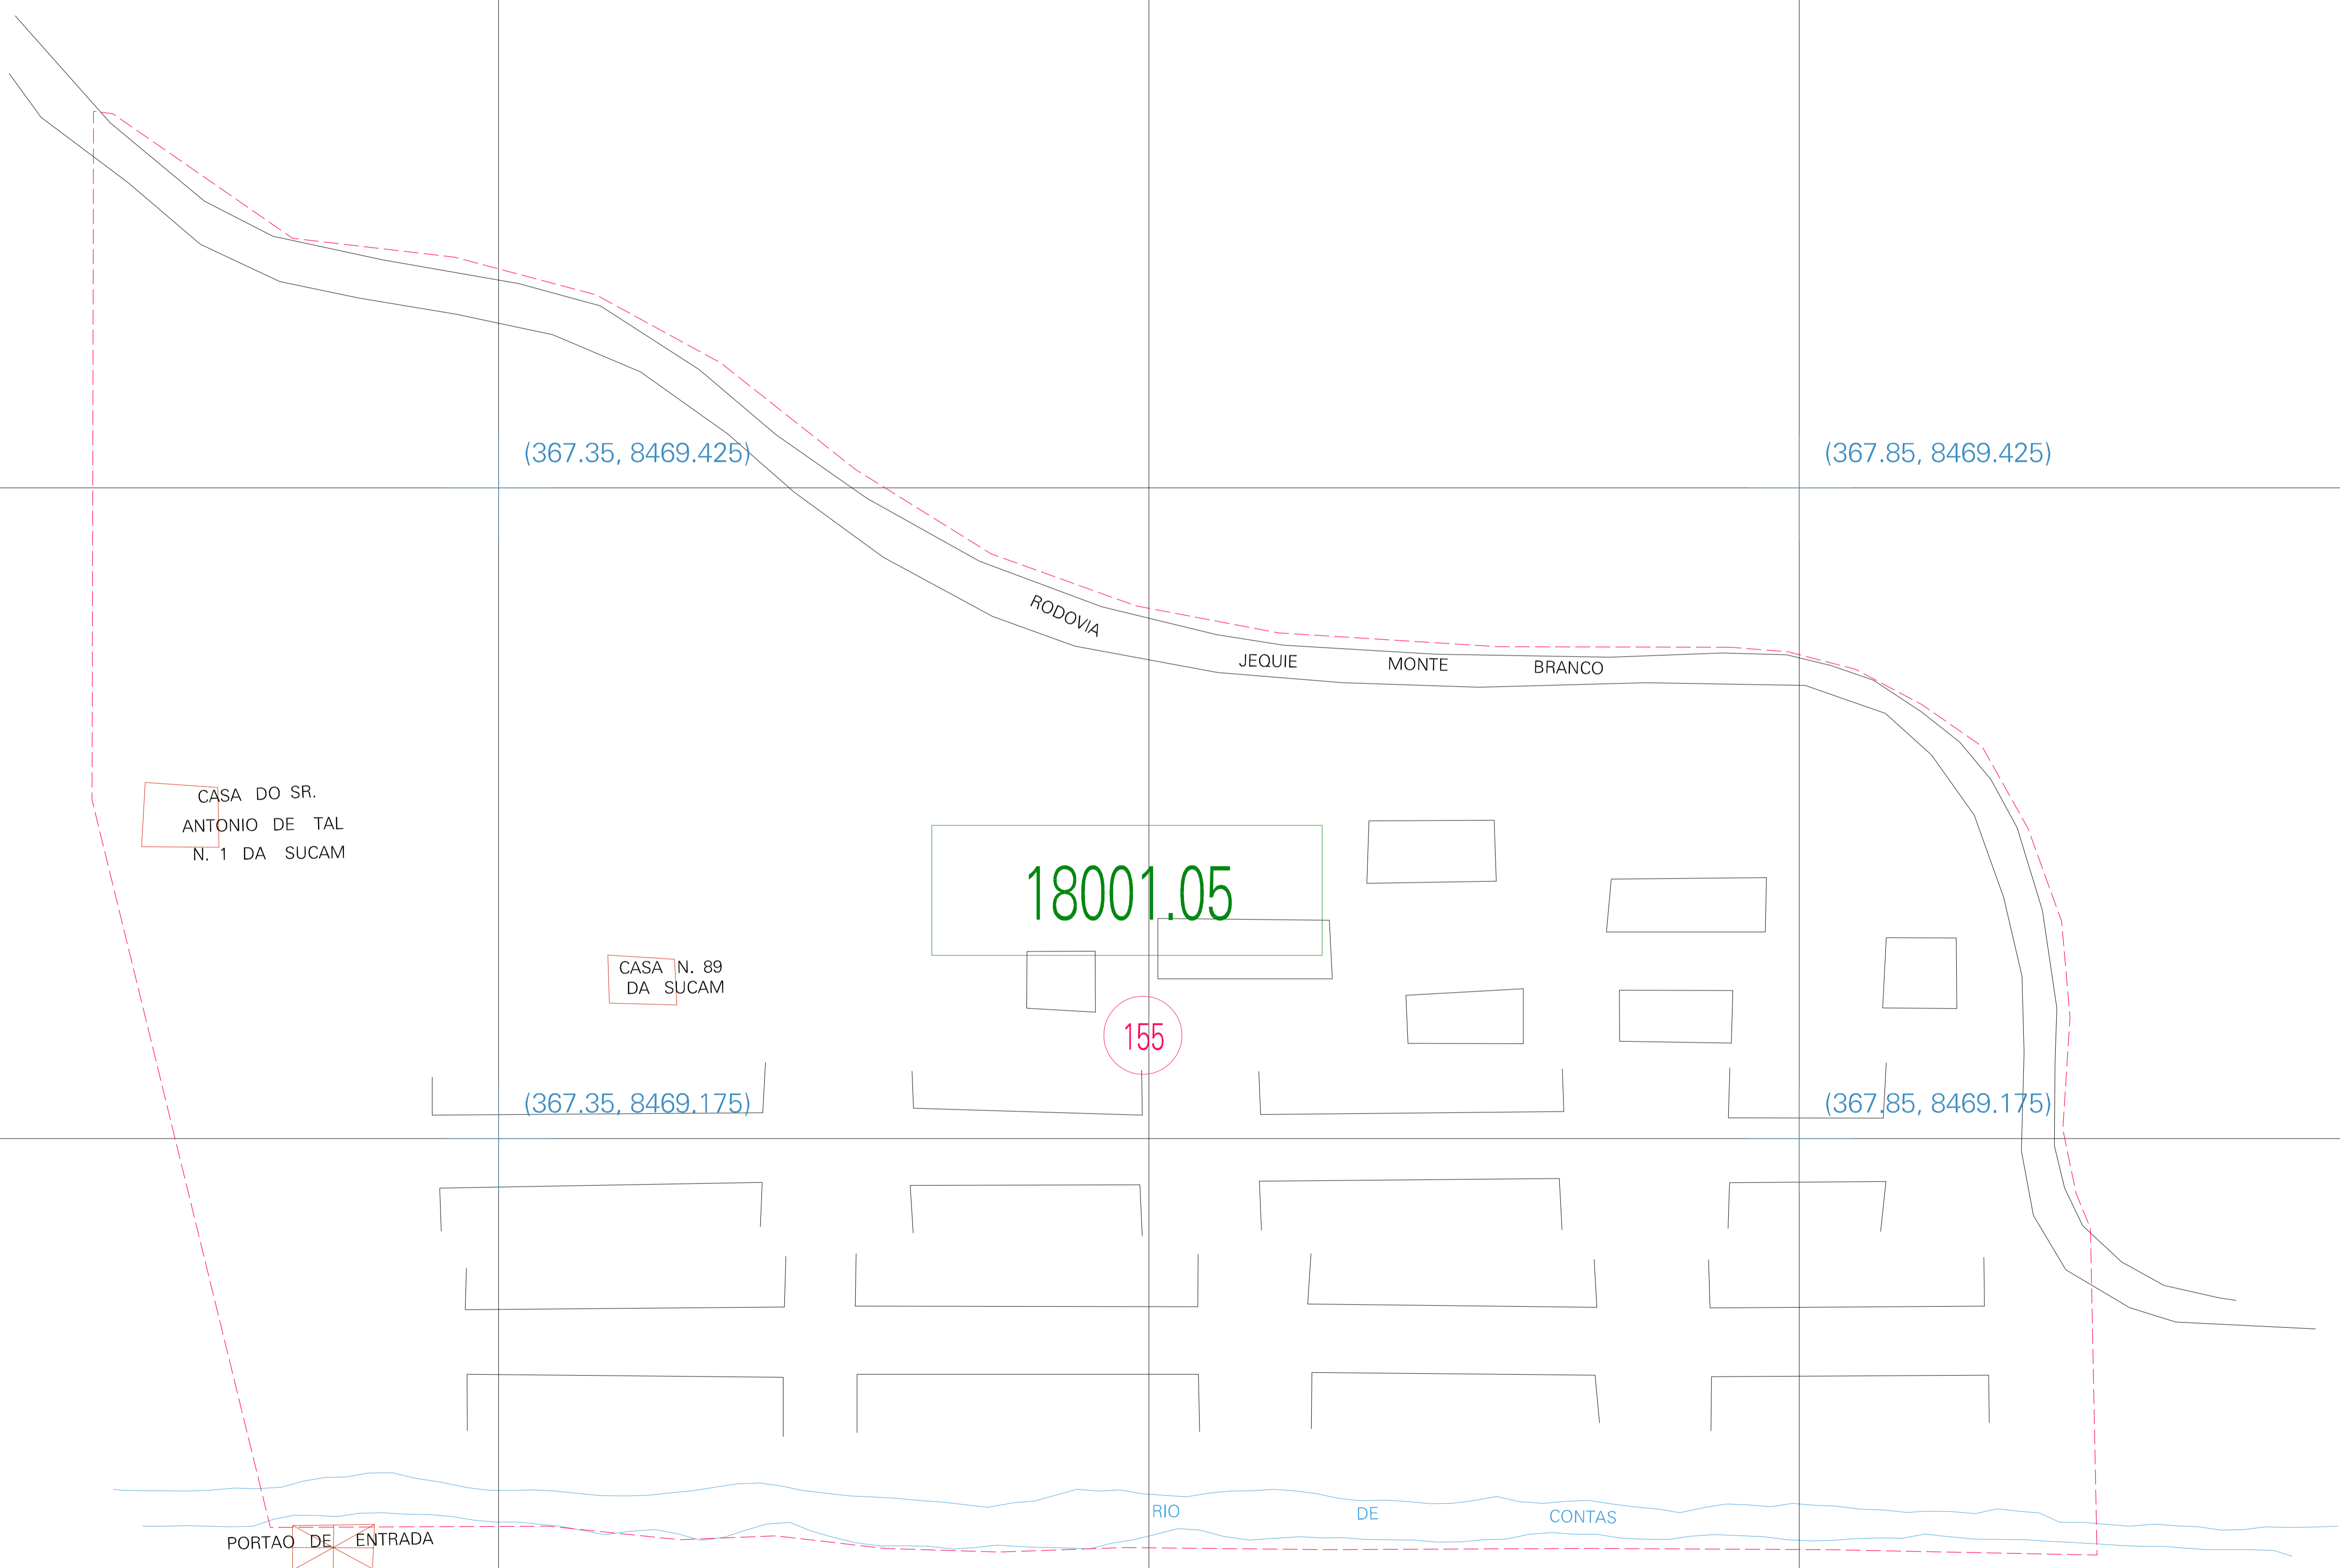 (367.35, 8469.425)
(367.85, 8469.425)
RODOVIA JEQUIE MONTE BRANCO
CASA DO SR.
ANTONIO DE TAL
N. 1 DA SUCAM
18001.05
CASA N. 89
DA SUCAM
155
(367.35, 8469.175)
(367.85, 8469.175)
RIO DE CONTAS
PORTAO DE ENTRADA